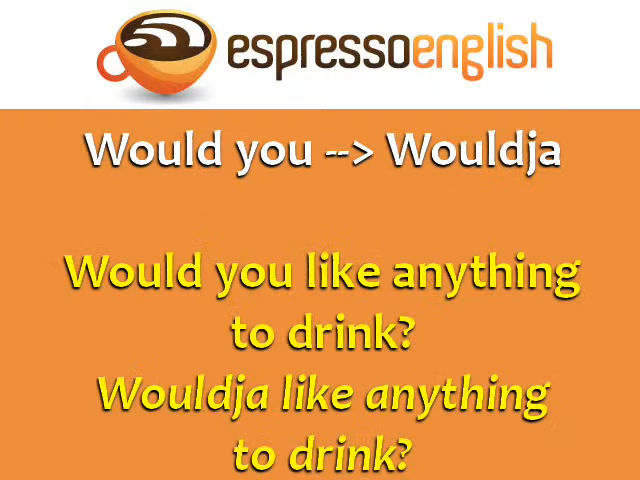 espressoenglish
Would you --> Wouldja
Would you like anything
to drink?
Wouldja like anything
to drink?